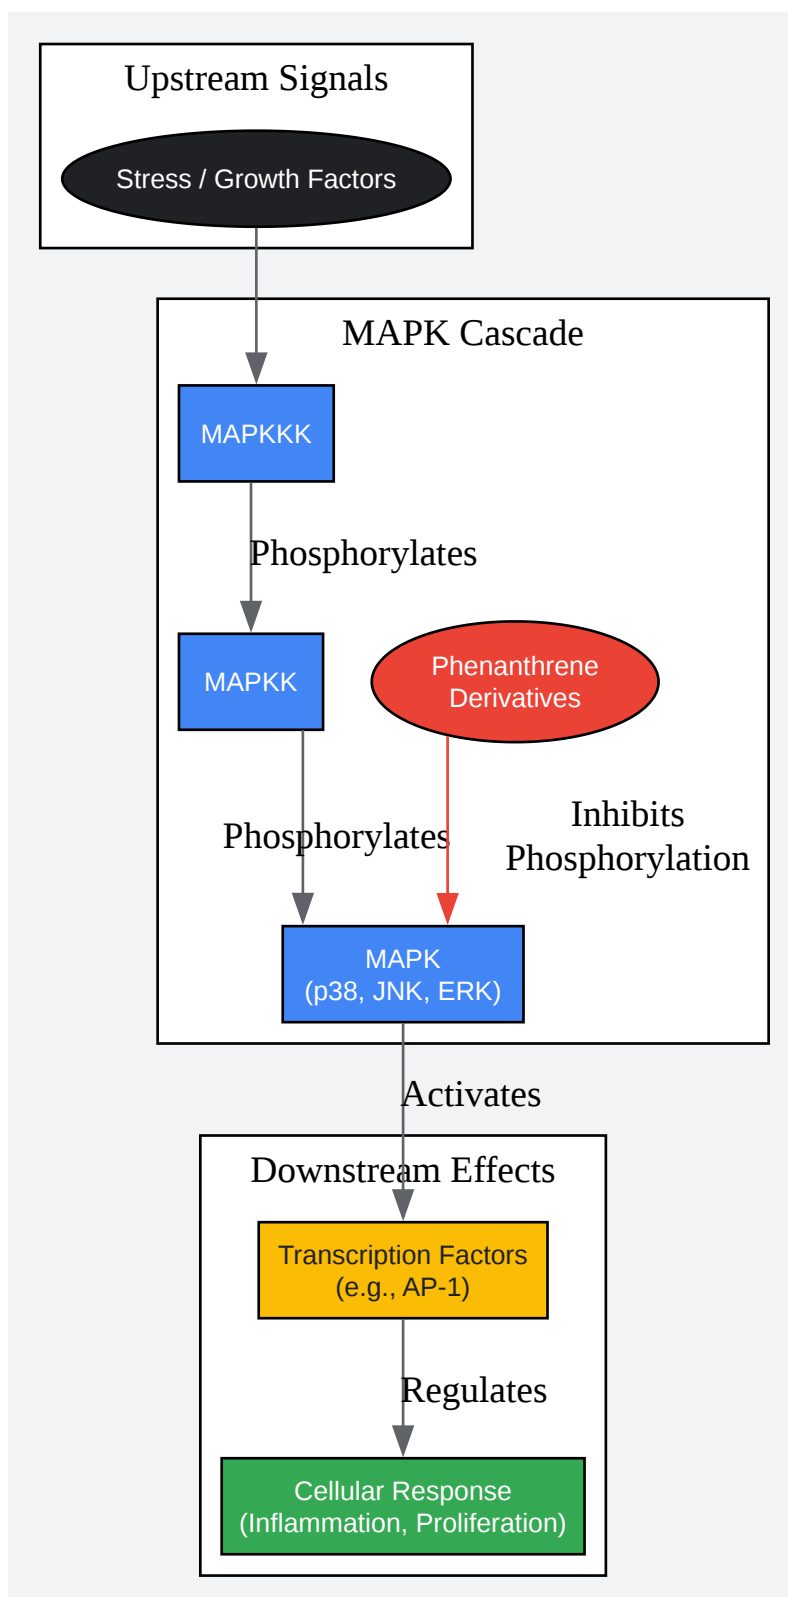 Upstream Signals
Stress / Growth Factors
MAPK Cascade
MAPKKK
Phosphorylates
MAPKK
Phenanthrene
Derivatives
Phosphorylates
Inhibits
Phosphorylation
MAPK
(p38, JNK, ERK)
Activates
Downstream Effects
Transcription Factors
(e.g., AP-1)
Regulates
Cellular Response
(Inflammation, Proliferation)